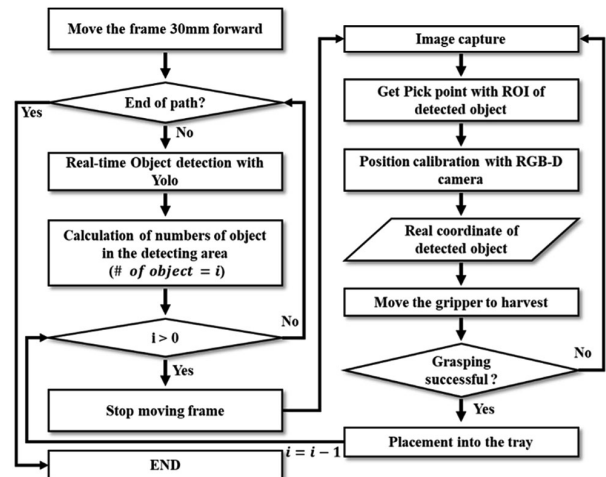 Move the frame 30mm forward
End of path?
Yes
No
Real-time Object detection with
Yolo
Calculation of numbers of object
in the detecting area
(# of object = i)
i > 0
No
Yes
Stop moving frame
END
Image capture
Get Pick point with ROI of
detected object
Position calibration with RGB-D
camera
Real coordinate of
detected object
Move the gripper to harvest
Grasping
successful ?
No
Yes
Placement into the tray
i = i − 1